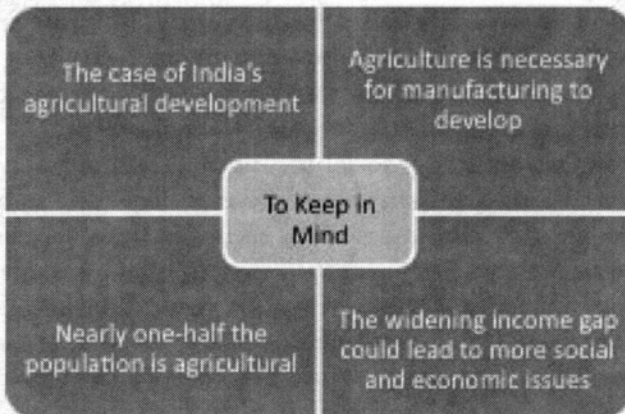 The case of India's
agricultural development
Agriculture is necessary
for manufacturing to
develop
To Keep in
Mind
Nearly one-half the
population is agricultural
The widening income gap
could lead to more social
and economic issues